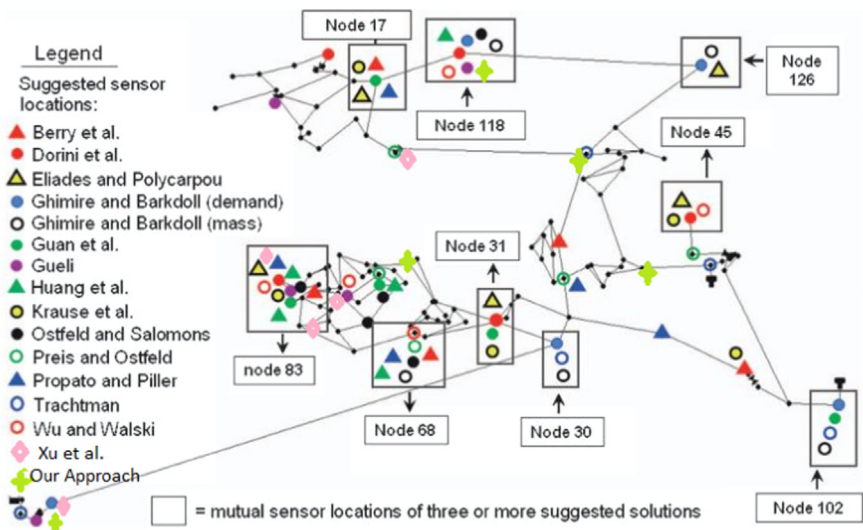 Legend
Suggested sensor
locations:
Berry et al.
Dorini et al.
Eliades and Polycarpou
Ghimire and Barkdoll (demand)
Ghimire and Barkdoll (mass)
Guan et al.
Gueli
Huang et al.
Krause et al.
Ostfeld and Salomons
Preis and Ostfeld
Propato and Piller
Trachtman
Wu and Walski
Xu et al.
Our Approach
Node 17
Node 118
Node
126
Node 45
Node 31
node 83
Node 68
Node 30
Node 102
= mutual sensor locations of three or more suggested solutions